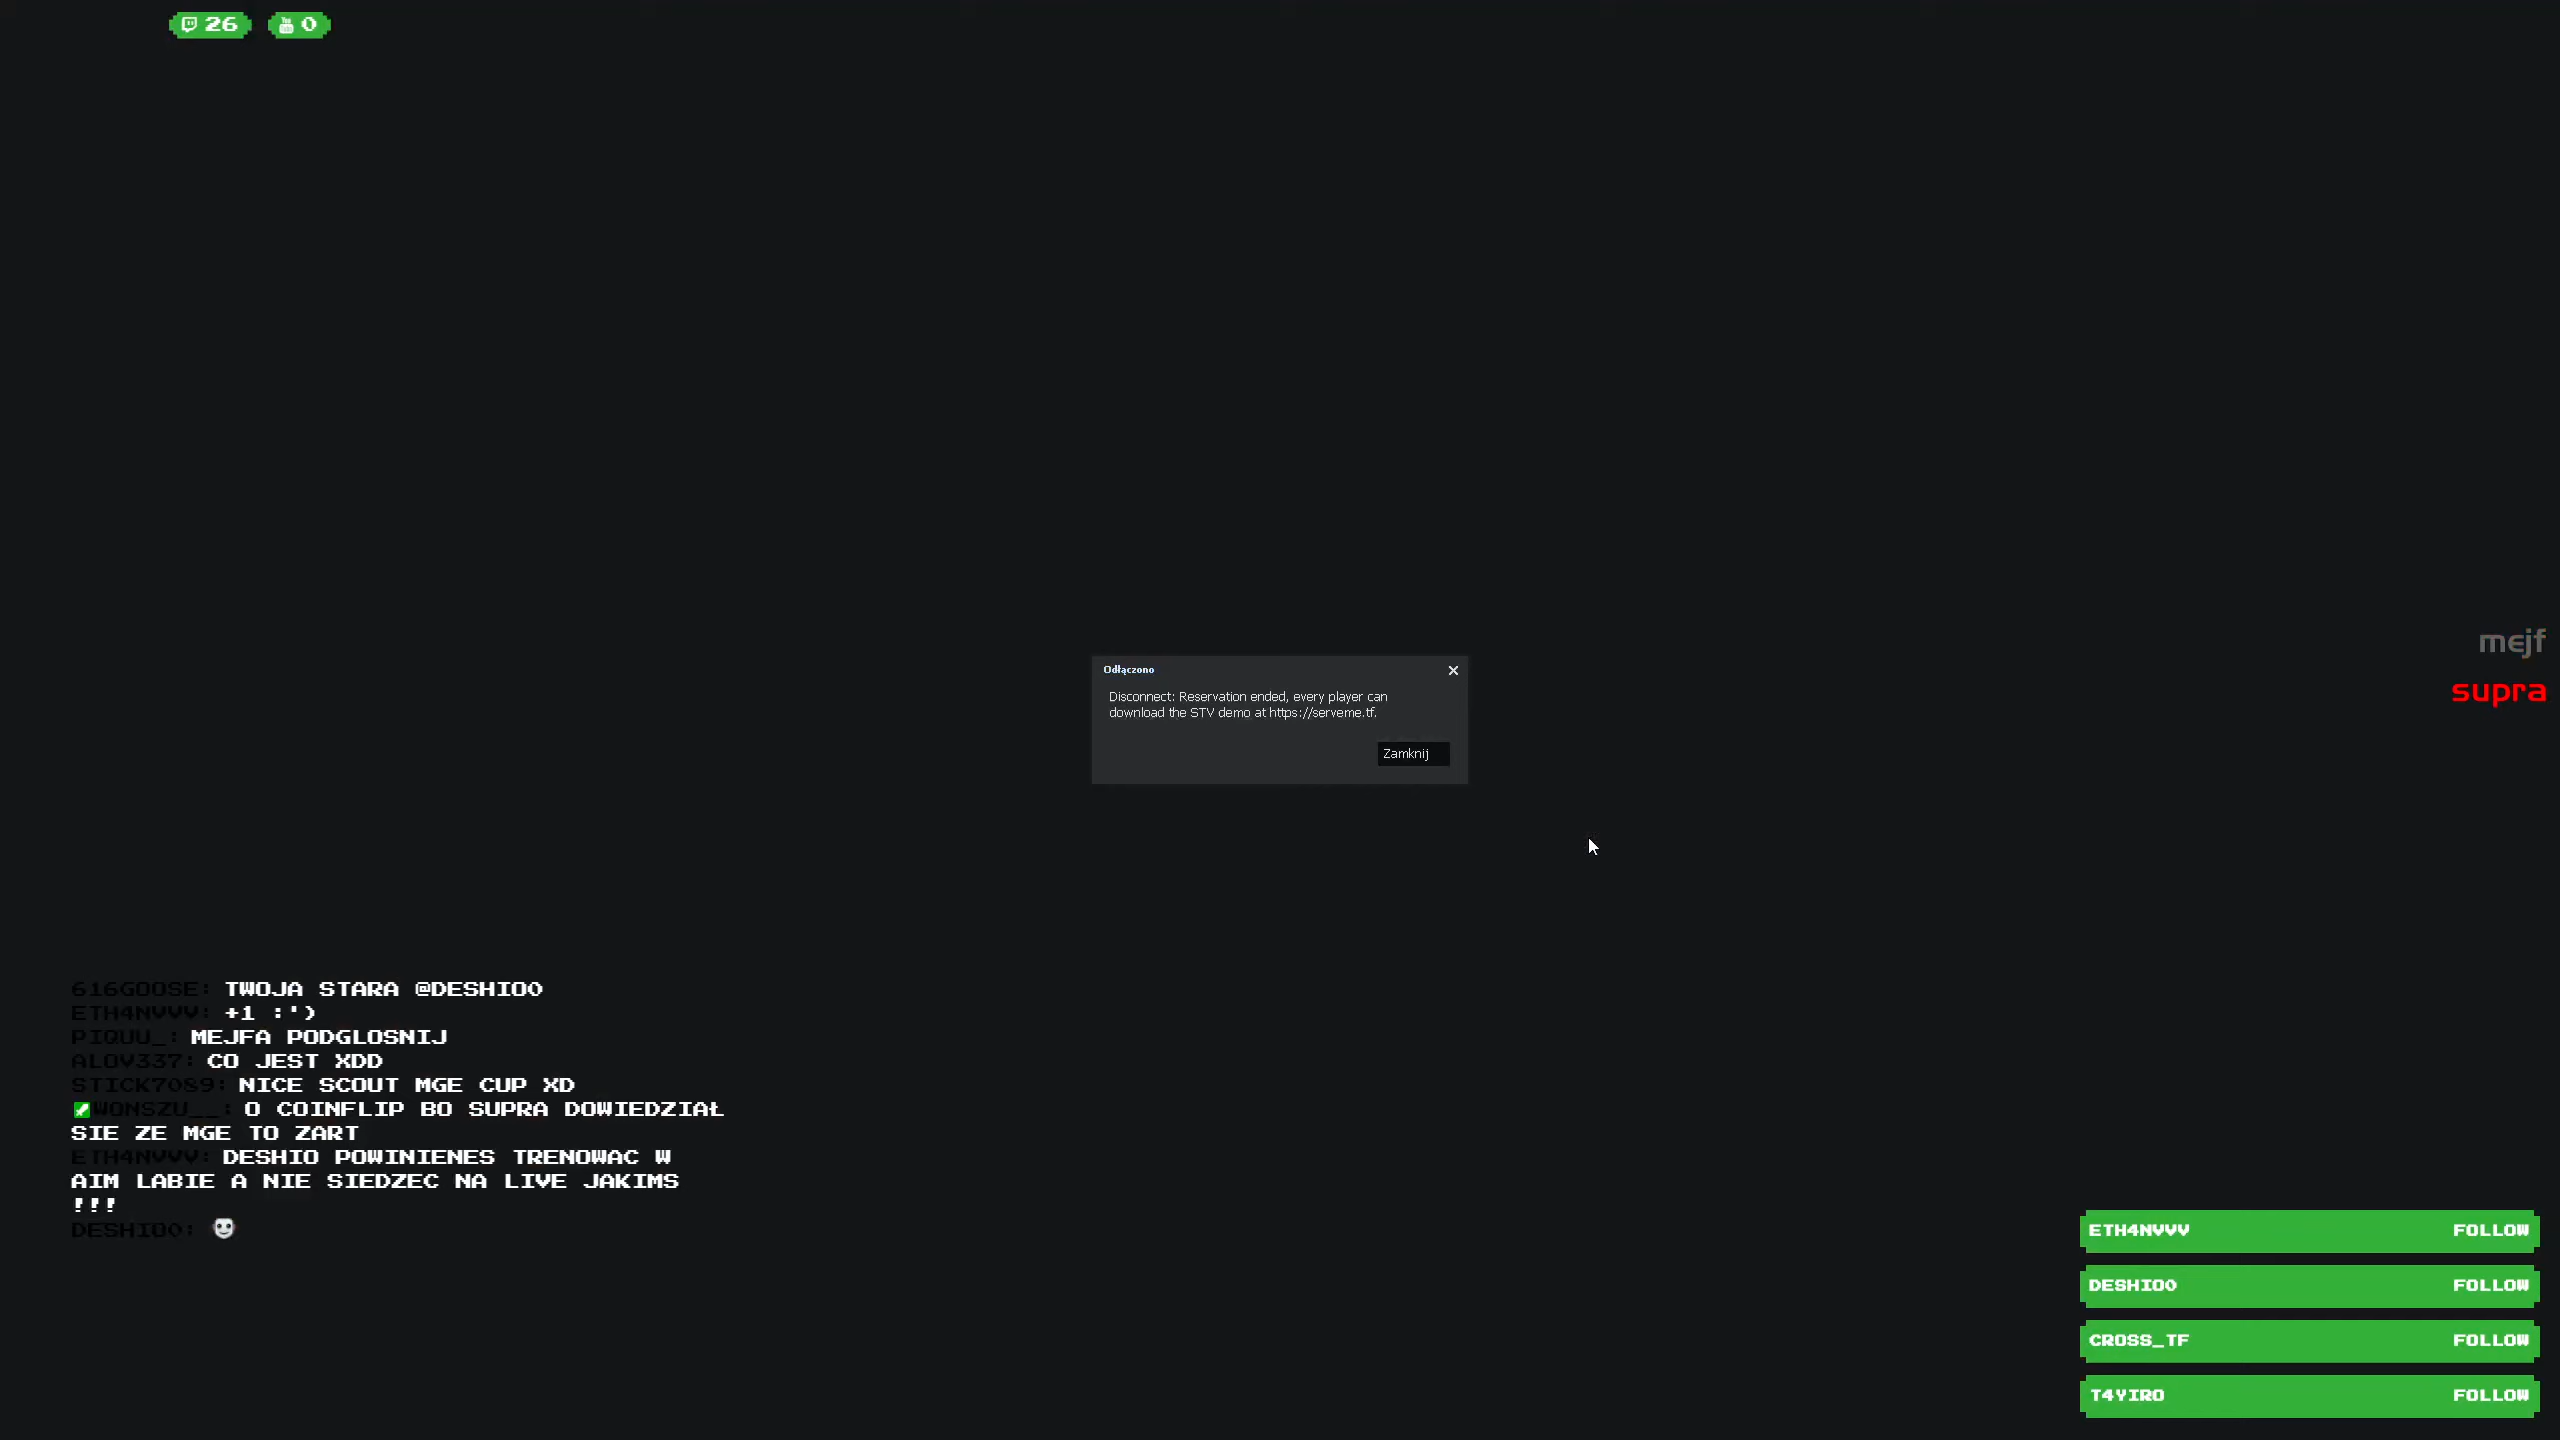 26 0
Odłączono
Disconnect: Reservation ended, every player can
download the STV demo at https://serveme.tf.
Zamknij
mejf
supra
616GOOSE: TWOJA STARA @DESHIO0
ETH4NVVV: +1 :')
PIQUU_: MEJFA PODGLOSNIJ
ALOV337: CO JEST XDD
STICK7089: NICE SCOUT MGE CUP XD
WONSZU__: O COINFLIP BO SUPRA DOWIEDZIAŁ
SIE ZE MGE TO ZART
ETH4NVVV: DESHIO POWINIENES TRENOWAC W
AIM LABIE A NIE SIEDZEC NA LIVE JAKIMS
!!!
DESHIO0:
ETH4NVVV FOLLOW
DESHIO0 FOLLOW
CROSS_TF FOLLOW
T4YIRO FOLLOW